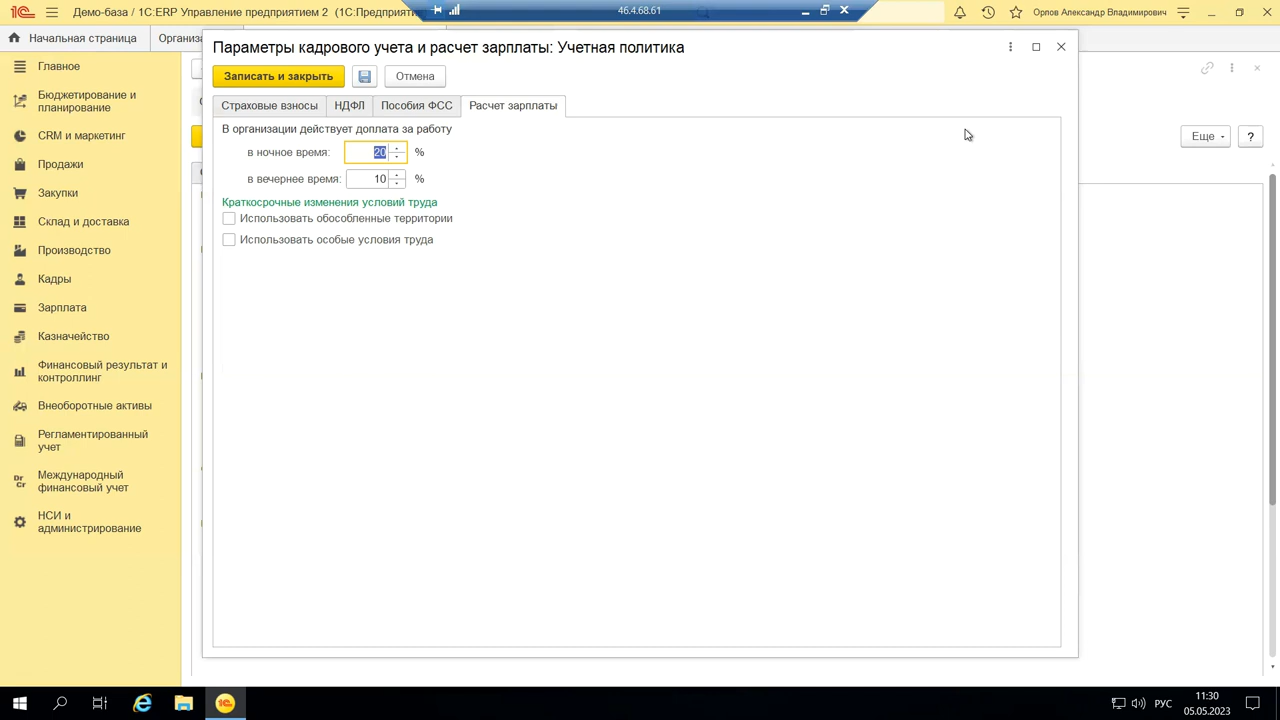 Демо-база / 1С:ERP Управление предприятием 2 (1С:Предприяти
46.4.68.61
Орлов Александр Владимирович
Начальная страница
Организа
Параметры кадрового учета и расчет зарплаты: Учетная политика
Записать и закрыть
Отмена
Страховые взносы
НДФЛ
Пособия ФСС
Расчет зарплаты
В организации действует доплата за работу
в ночное время: 20 %
в вечернее время: 10 %
Краткосрочные изменения условий труда
Использовать обособленные территории
Использовать особые условия труда
Еще
?
Главное
Бюджетирование и
планирование
CRM и маркетинг
Продажи
Закупки
Склад и доставка
Производство
Кадры
Зарплата
Казначейство
Финансовый результат и
контроллинг
Внеоборотные активы
Регламентированный
учет
Международный
финансовый учет
НСИ и
администрирование
РУС
11:30
05.05.2023